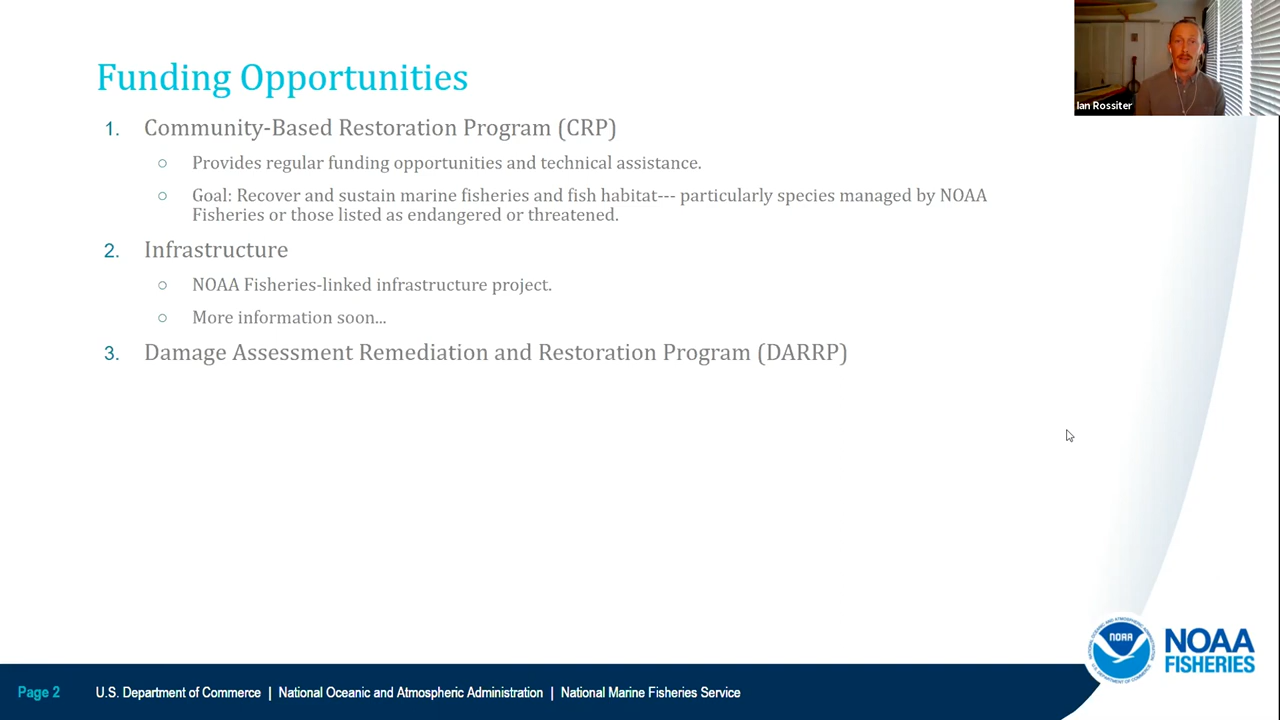 Funding Opportunities
1. Community-Based Restoration Program (CRP)
○ Provides regular funding opportunities and technical assistance.
○ Goal: Recover and sustain marine fisheries and fish habitat--- particularly species managed by NOAA
Fisheries or those listed as endangered or threatened.
2. Infrastructure
○ NOAA Fisheries-linked infrastructure project.
○ More information soon...
3. Damage Assessment Remediation and Restoration Program (DARRP)
Ian Rossiter
NOAA
NOAA
FISHERIES
Page 2
U.S. Department of Commerce | National Oceanic and Atmospheric Administration | National Marine Fisheries Service